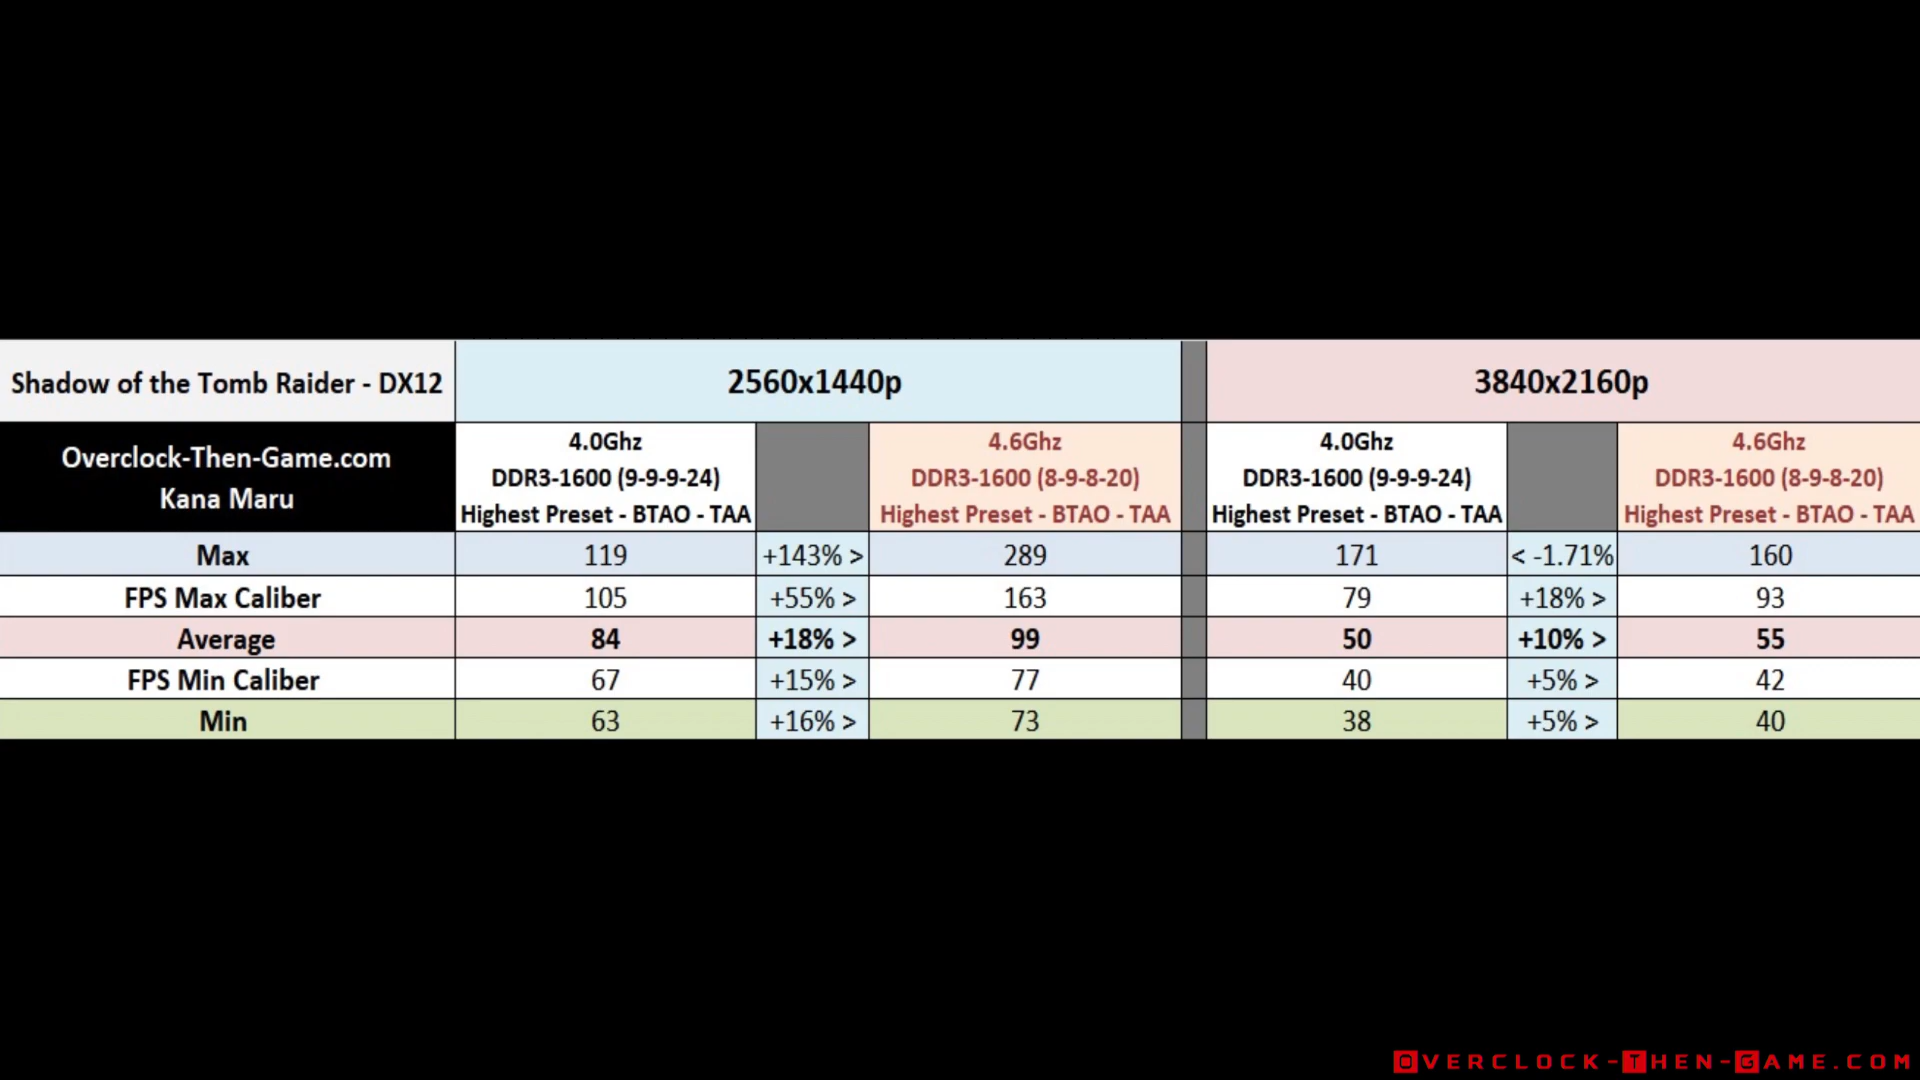 Shadow of the Tomb Raider - DX12 2560x1440p 3840x2160p
Overclock-Then-Game.com
Kana Maru
4.0Ghz
DDR3-1600 (9-9-9-24)
Highest Preset - BTAO - TAA
4.6Ghz
DDR3-1600 (8-9-8-20)
Highest Preset - BTAO - TAA
4.0Ghz
DDR3-1600 (9-9-9-24)
Highest Preset - BTAO - TAA
4.6Ghz
DDR3-1600 (8-9-8-20)
Highest Preset - BTAO - TAA
Max 119 +143% > 289 171 < -1.71% 160
FPS Max Caliber 105 +55% > 163 79 +18% > 93
Average 84 +18% > 99 50 +10% > 55
FPS Min Caliber 67 +15% > 77 40 +5% > 42
Min 63 +16% > 73 38 +5% > 40
Overclock-Then-Game.com